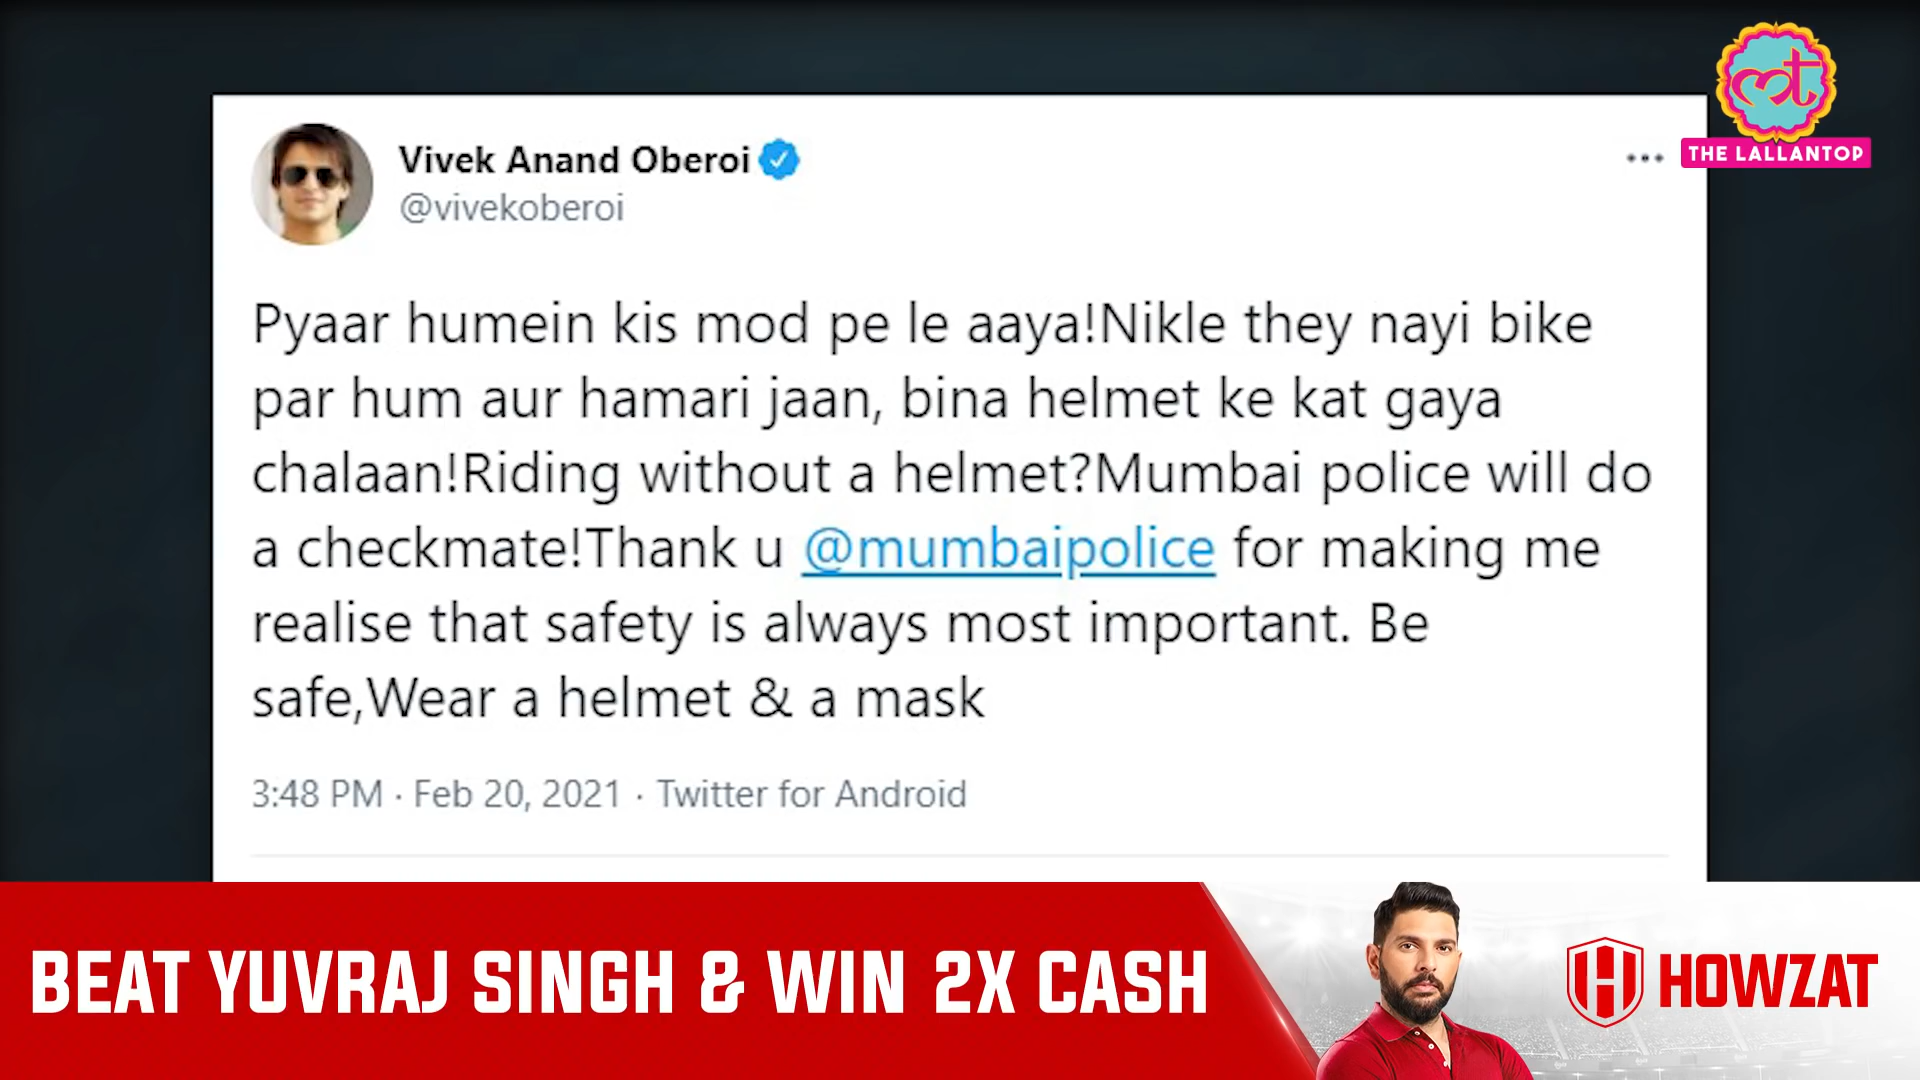 मत
THE LALLANTOP
Vivek Anand Oberoi
@vivekoberoi
Pyaar humein kis mod pe le aaya!Nikle they nayi bike
par hum aur hamari jaan, bina helmet ke kat gaya
chalaan!Riding without a helmet?Mumbai police will do
a checkmate!Thank u @mumbaipolice for making me
realise that safety is always most important. Be
safe,Wear a helmet & a mask
3:48 PM · Feb 20, 2021 · Twitter for Android
BEAT YUVRAJ SINGH & WIN 2X CASH
HOWZAT